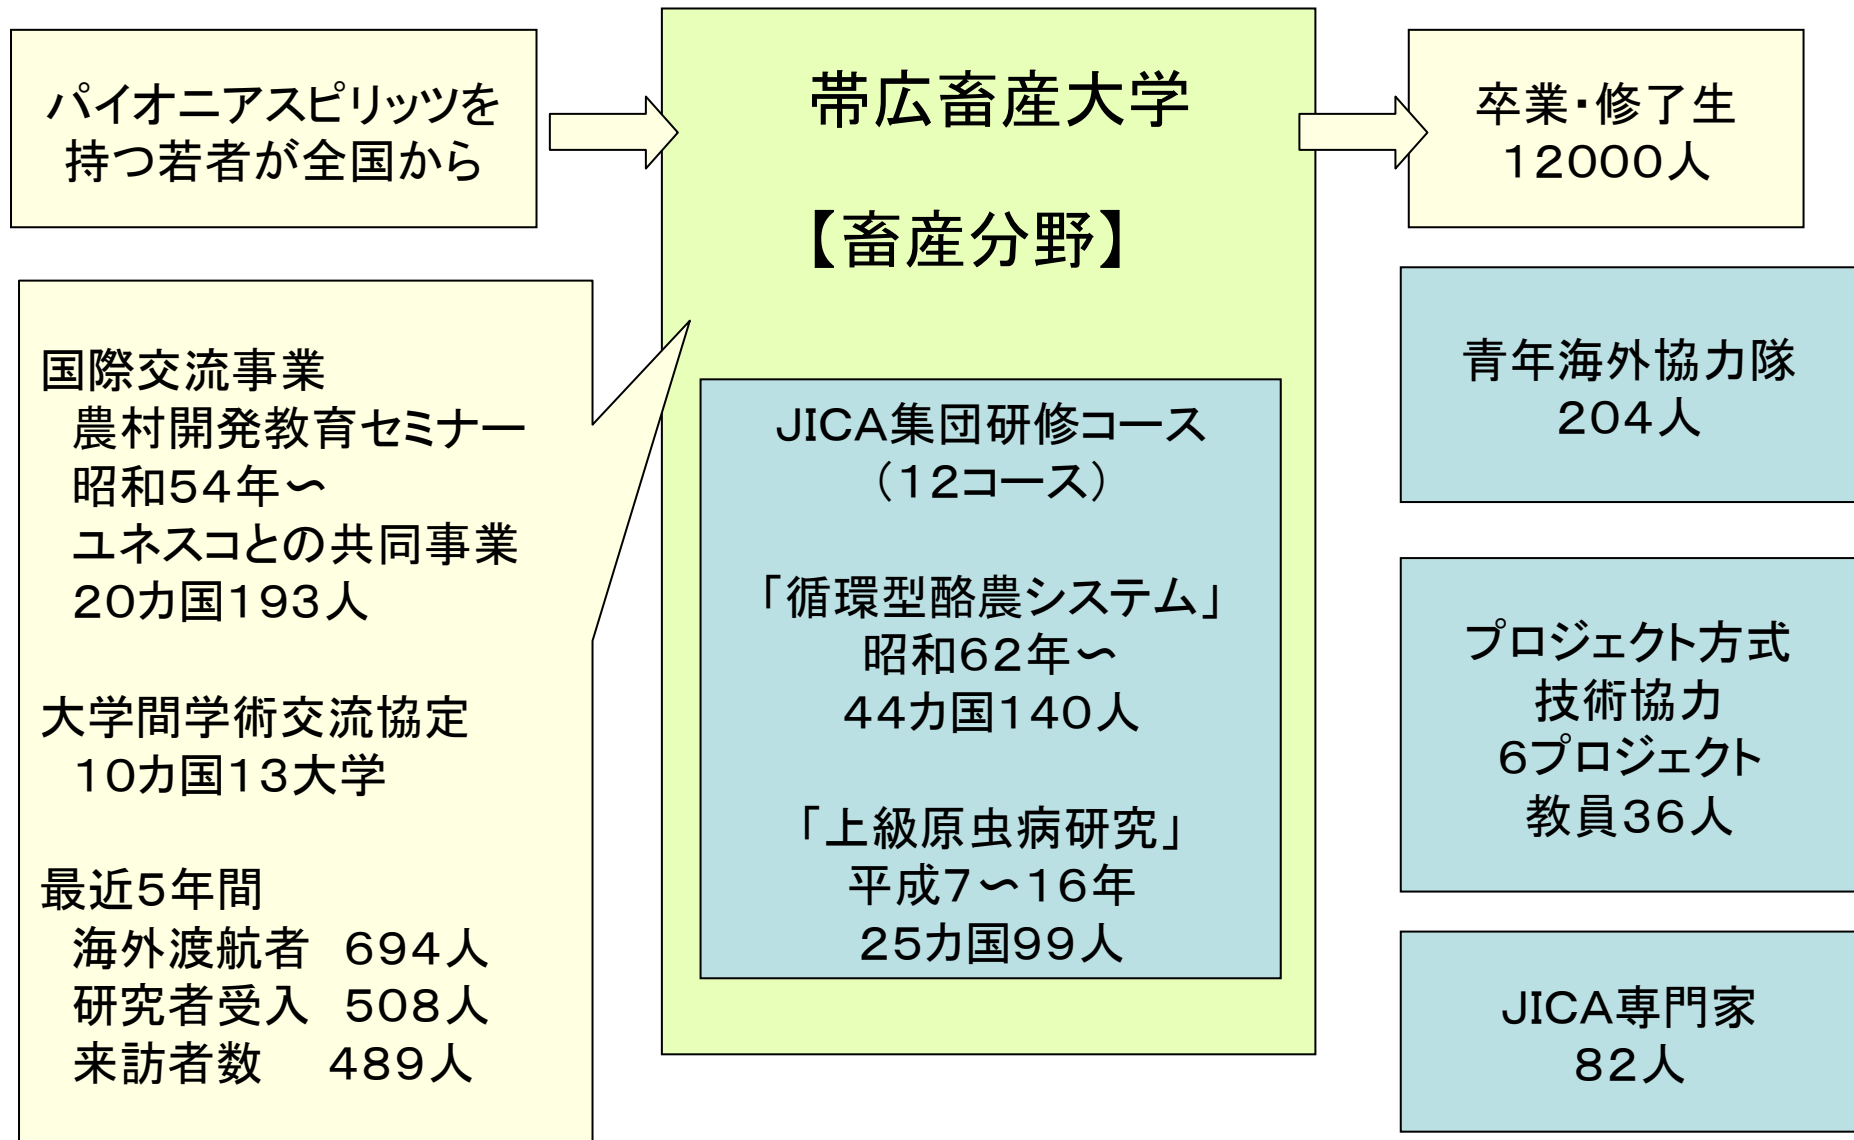 パイオニアスピリッツを
持つ若者が全国から
帯広畜産大学
【畜産分野】
卒業・修了生
12000人
国際交流事業
農村開発教育セミナー
昭和54年~
ユネスコとの共同事業
20カ国193人
大学間学術交流協定
10カ国13大学
最近5年間
海外渡航者 694人
研究者受入 508人
来訪者数 489人
JICA集団研修コース
(12コース)
「循環型酪農システム」
昭和62年~
44カ国140人
「上級原虫病研究」
平成7~16年
25カ国99人
青年海外協力隊
204人
プロジェクト方式
技術協力
6プロジェクト
教員36人
JICA専門家
82人